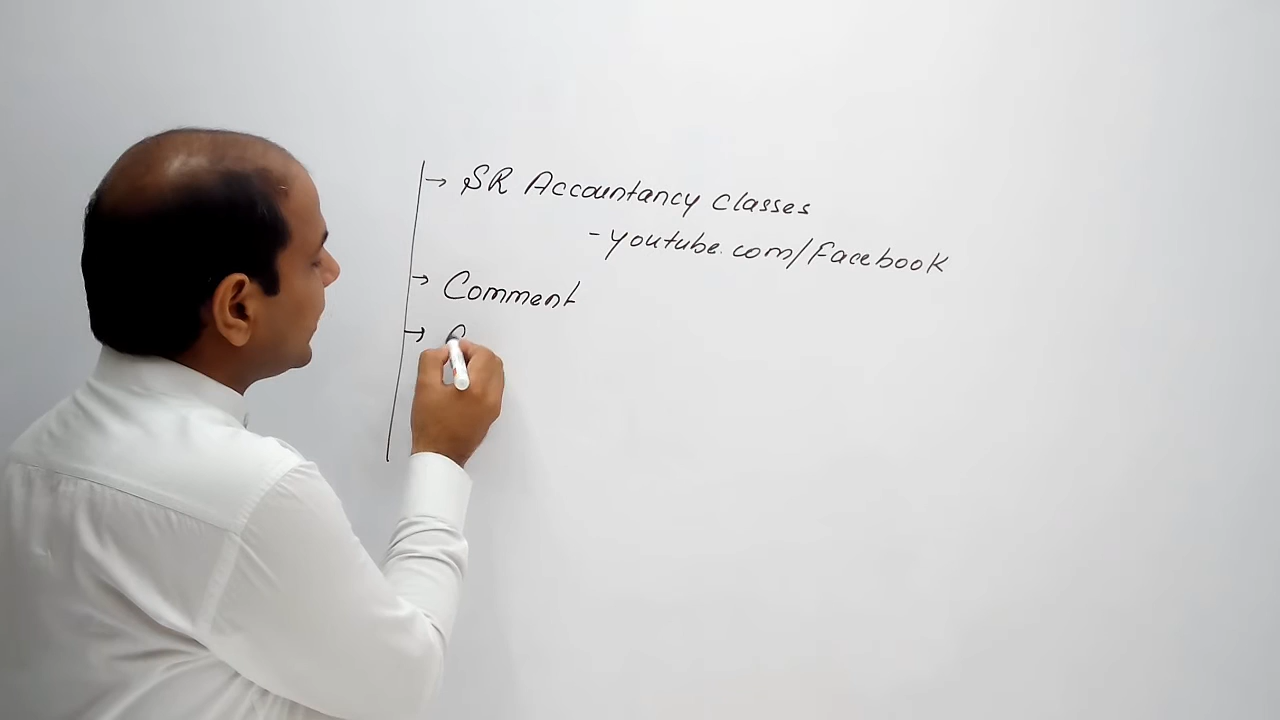 → SR Accountancy classes
- youtube.com/Facebook
→ Comment
→